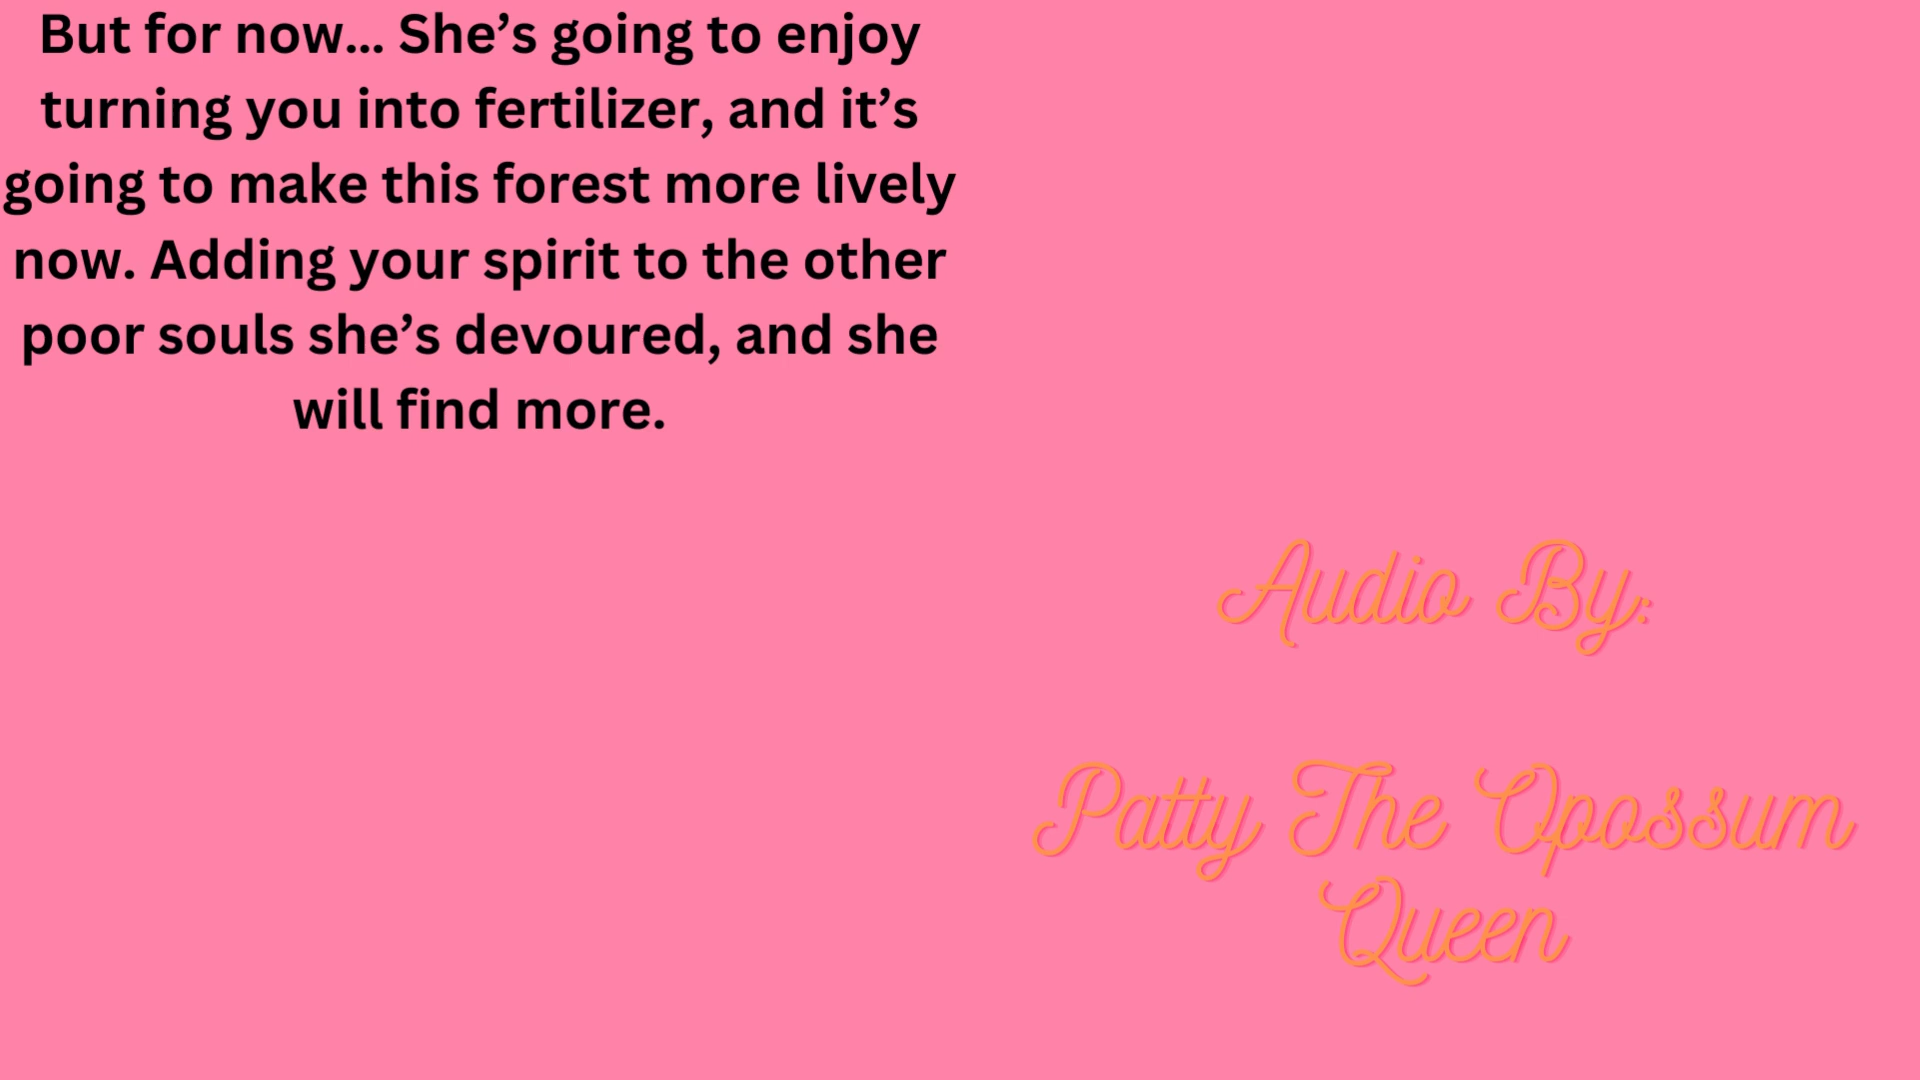 But for now... She’s going to enjoy
turning you into fertilizer, and it’s
going to make this forest more lively
now. Adding your spirit to the other
poor souls she’s devoured, and she
will find more.
Audio By:
Patty The Opossum
Queen